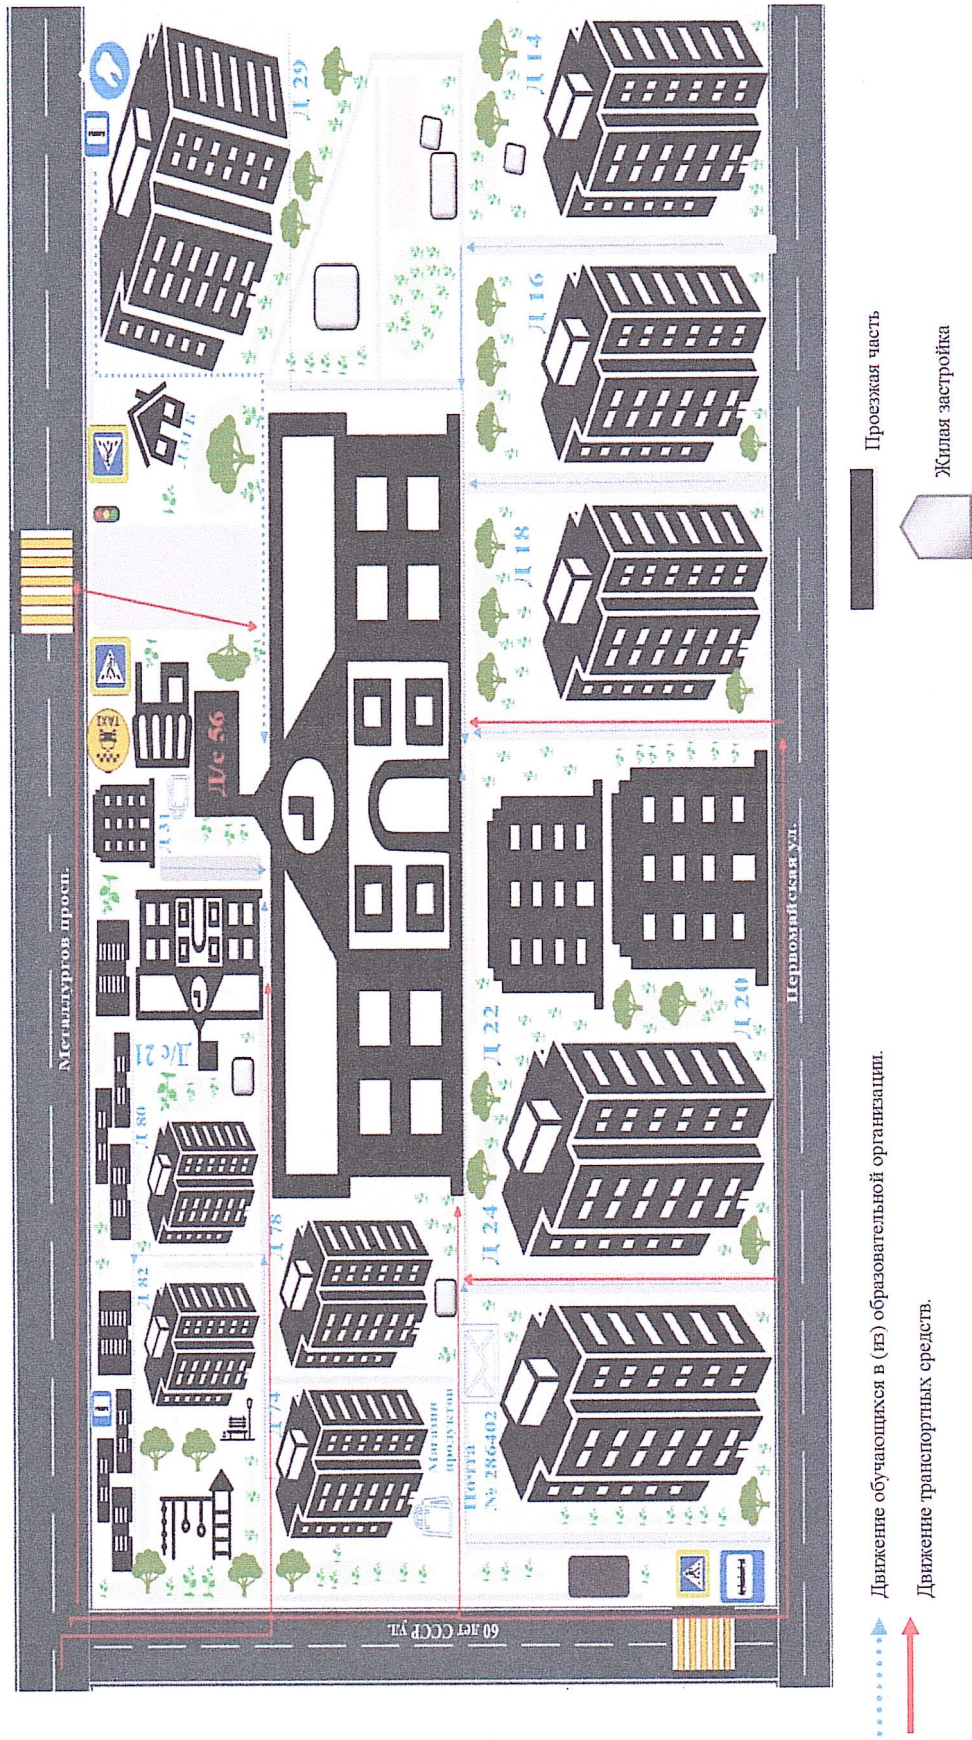 Металлургов просп.
TAXI
Д 82
Д 80
Д/с 21
Д 31
Д/с 56
Д 31 Б
Д 29
Д 74
Д 78
Магазин
продуктов
60 лет СССР ул.
Почта
№ 286402
Д 24
Д 22
Д 20
Д 18
Д 16
Д 14
Первомайская ул.
Движение обучающихся в (из) образовательной организации.
Движение транспортных средств.
Проезжая часть
Жилая застройка